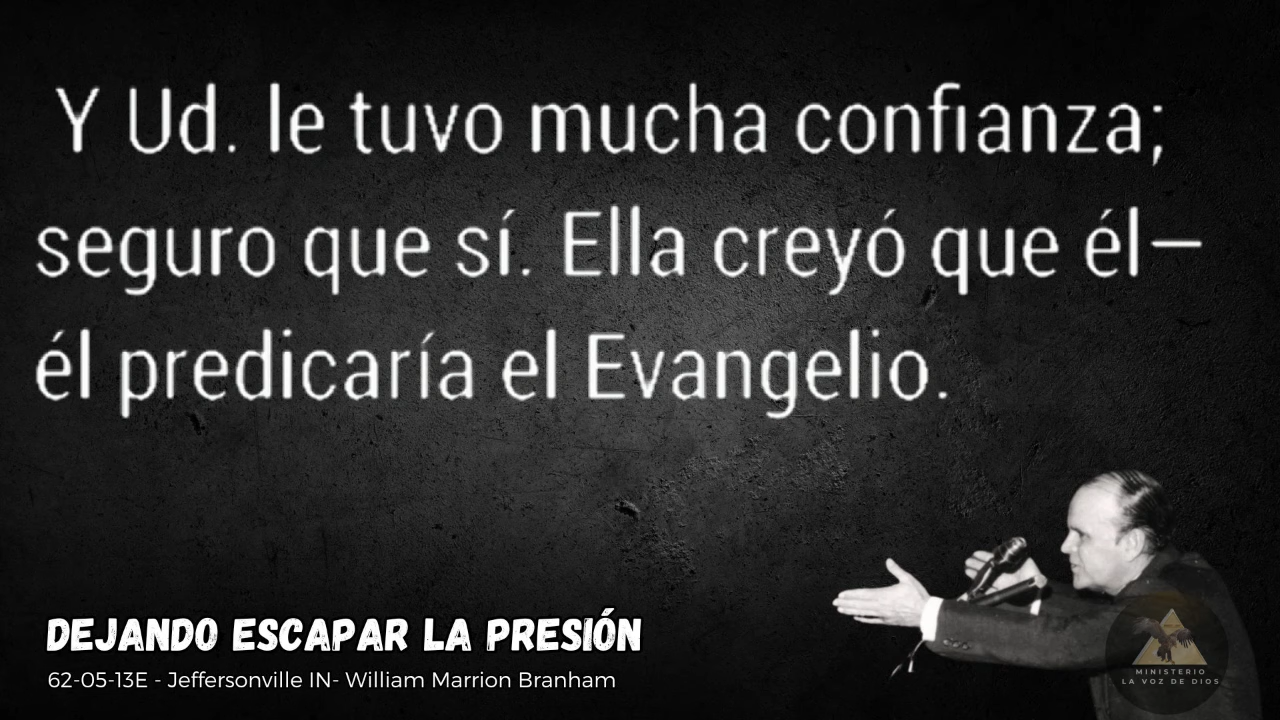 Y Ud. le tuvo mucha confianza;
seguro que sí. Ella creyó que él—
él predicaría el Evangelio.
DEJANDO ESCAPAR LA PRESIÓN
62-05-13E - Jeffersonville IN- William Marrion Branham
MINISTERIO
LA VOZ DE DIOS